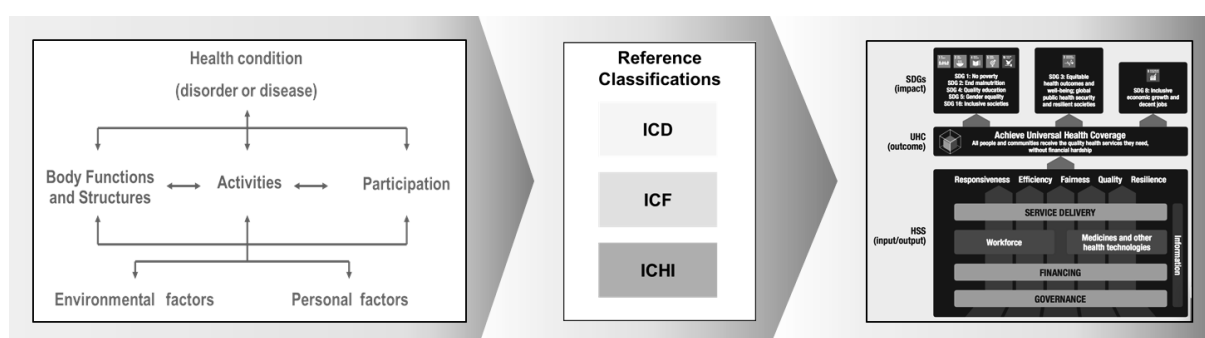 Health condition
(disorder or disease)
Body Functions
and Structures
Activities
Participation
Environmental factors
Personal factors
Reference
Classifications
ICD
ICF
ICHI
SDGs
(impact)
SDG 1: No poverty
SDG 2: End malnutrition
SDG 4: Quality education
SDG 5: Gender equality
SDG 16: Inclusive societies
SDG 3: Equitable
health outcomes and
well-being; global
public health security
and resilient societies
SDG 8: Inclusive
economic growth and
decent jobs
UHC
(outcome)
Achieve Universal Health Coverage
All people and communities receive the quality health services they need,
without financial hardship
HSS
(input/output)
Responsiveness Efficiency Fairness Quality Resilience
SERVICE DELIVERY
Workforce
Medicines and other
health technologies
Information
FINANCING
GOVERNANCE